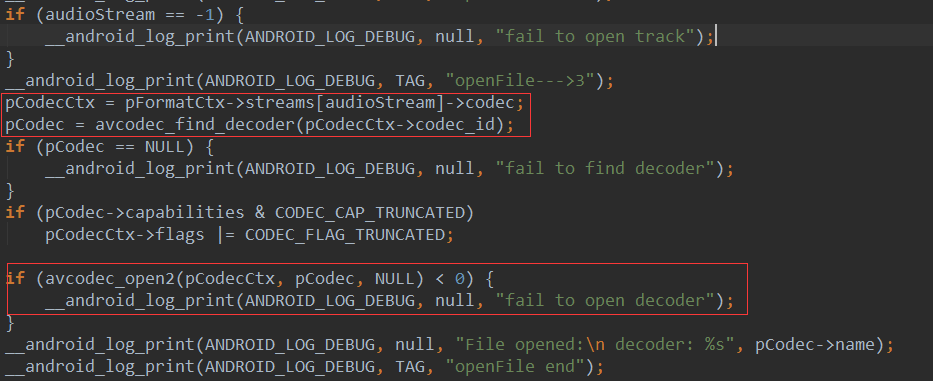 if (audioStream == -1) {
    __android_log_print(ANDROID_LOG_DEBUG, null, "fail to open track");
}
__android_log_print(ANDROID_LOG_DEBUG, TAG, "openFile--->3");
pCodecCtx = pFormatCtx->streams[audioStream]->codec;
pCodec = avcodec_find_decoder(pCodecCtx->codec_id);
if (pCodec == NULL) {
    __android_log_print(ANDROID_LOG_DEBUG, null, "fail to find decoder");
}
if (pCodec->capabilities & CODEC_CAP_TRUNCATED)
    pCodecCtx->flags |= CODEC_FLAG_TRUNCATED;
if (avcodec_open2(pCodecCtx, pCodec, NULL) < 0) {
    __android_log_print(ANDROID_LOG_DEBUG, null, "fail to open decoder");
}
__android_log_print(ANDROID_LOG_DEBUG, null, "File opened:\n decoder: %s", pCodec->name);
__android_log_print(ANDROID_LOG_DEBUG, TAG, "openFile end");